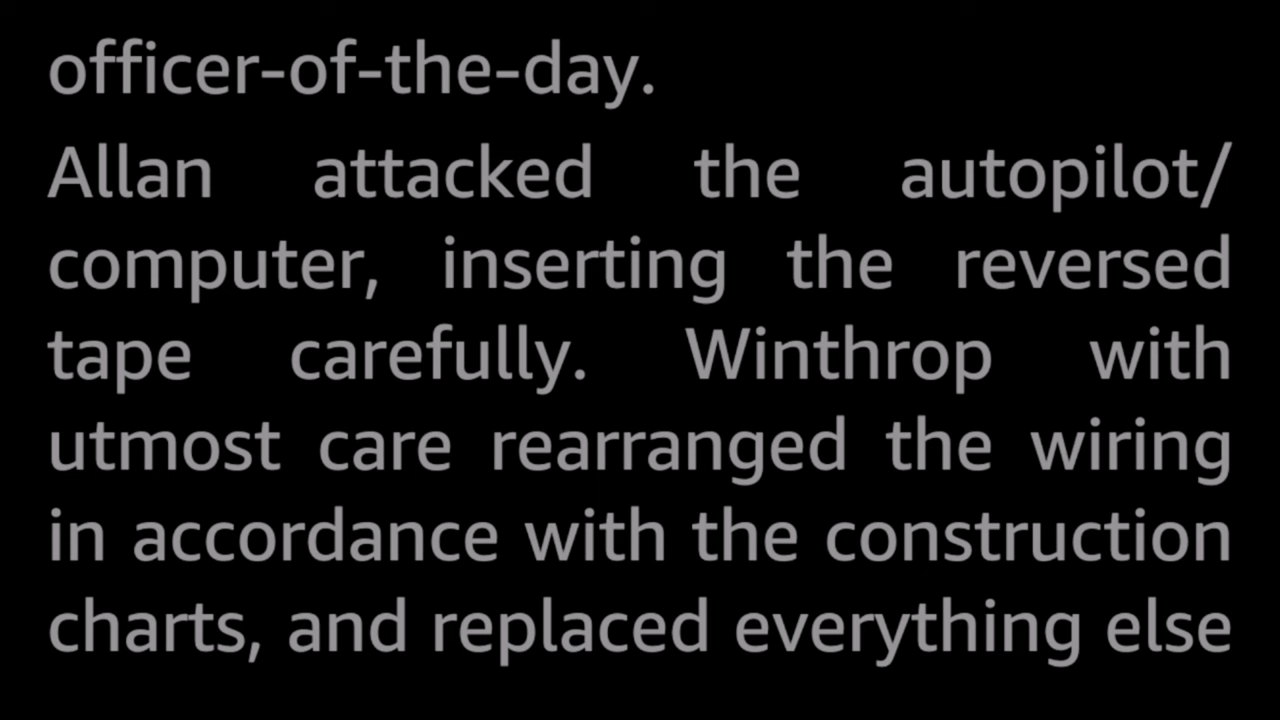 officer-of-the-day.
Allan attacked the autopilot/
computer, inserting the reversed
tape carefully. Winthrop with
utmost care rearranged the wiring
in accordance with the construction
charts, and replaced everything else